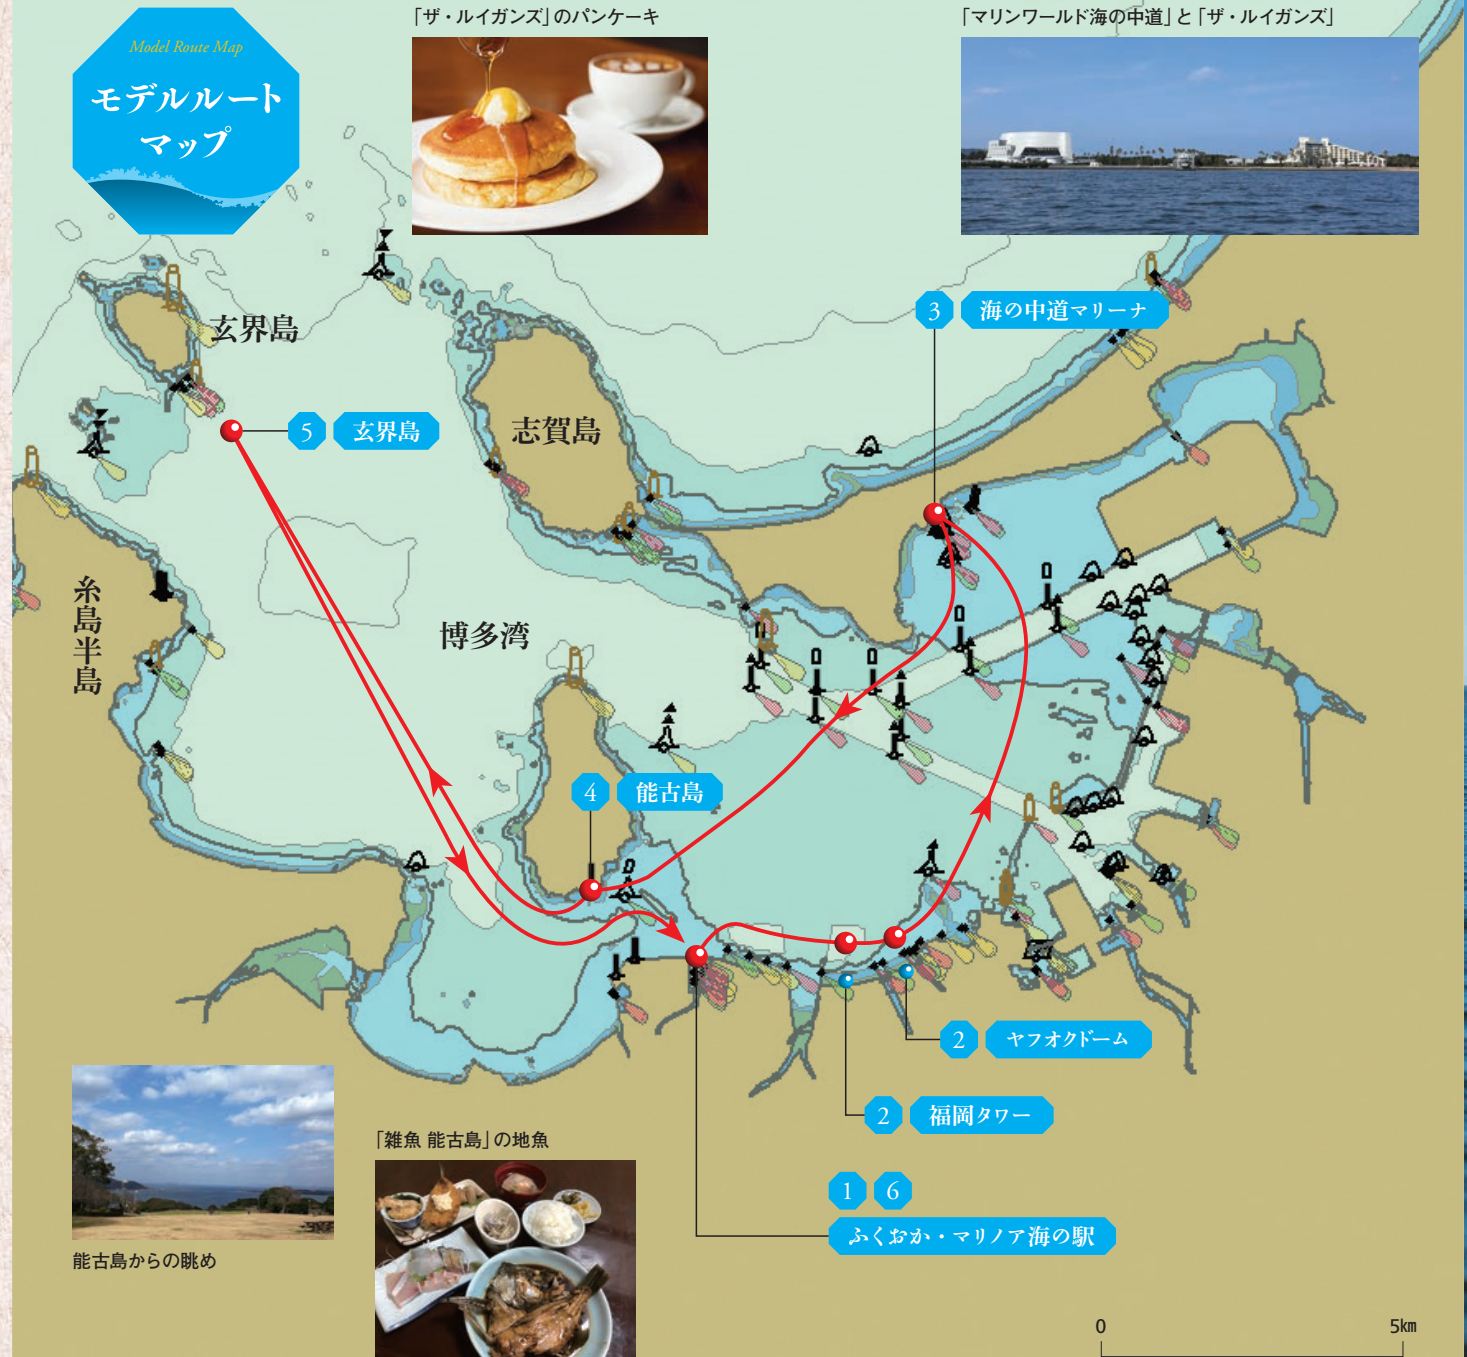 Model Route Map
モデルルート
マップ
「ザ・ルイガンズ」のパンケーキ
「マリンワールド海の中道」と「ザ・ルイガンズ」
3 海の中道マリーナ
玄界島
5 玄界島
志賀島
糸島半島
博多湾
4 能古島
2 ヤフオクドーム
2 福岡タワー
1 6
ふくおか・マリノア海の駅
「雑魚 能古島」の地魚
能古島からの眺め
0 5km